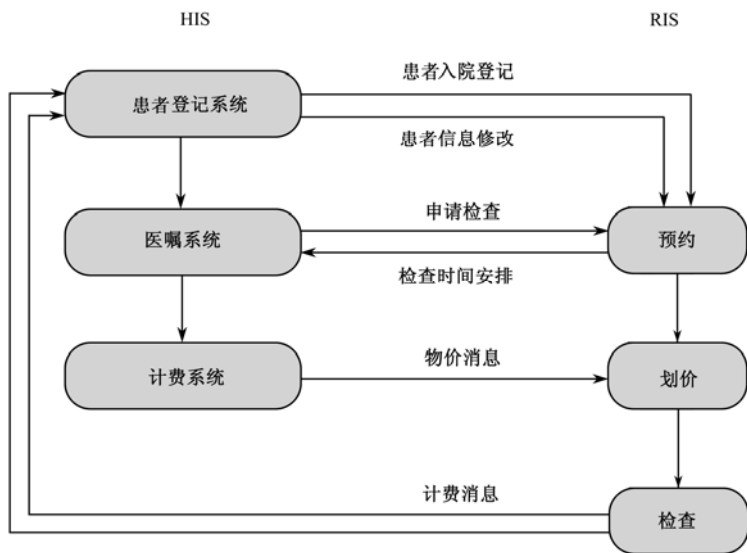 HIS
RIS
患者登记系统
患者入院登记
患者信息修改
医嘱系统
申请检查
检查时间安排
预约
计费系统
物价消息
划价
计费消息
检查